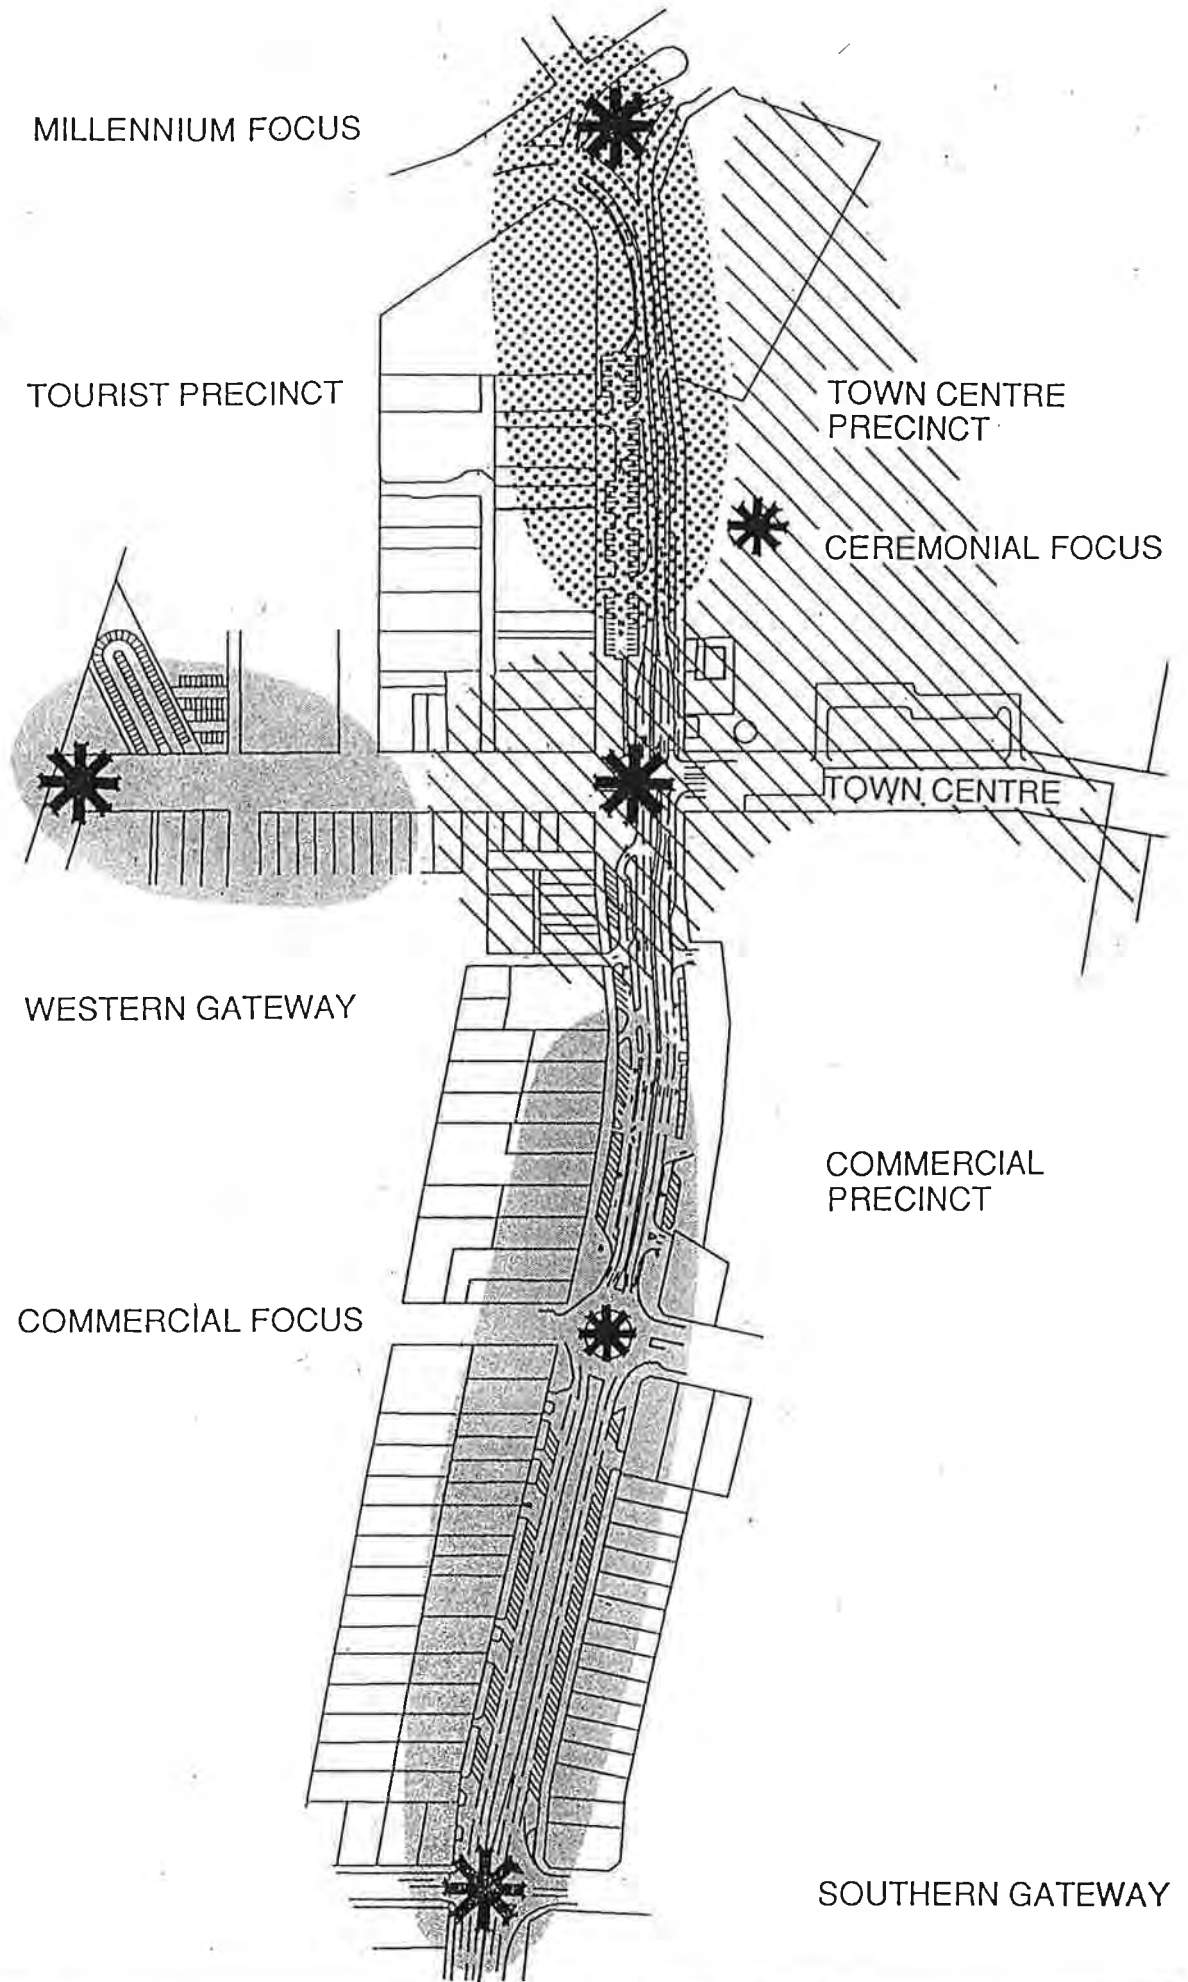 MILLENNIUM FOCUS
TOURIST PRECINCT
TOWN CENTRE
PRECINCT
CEREMONIAL FOCUS
TOWN CENTRE
WESTERN GATEWAY
COMMERCIAL
PRECINCT
COMMERCIAL FOCUS
SOUTHERN GATEWAY